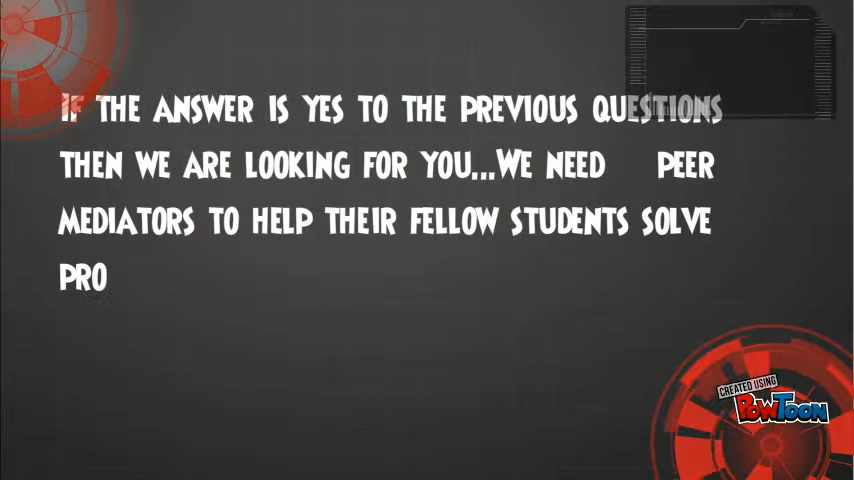 If the answer is yes to the previous questions
then we are looking for you...We need peer
mediators to help their fellow students solve
pro
CREATED USING
POWTOON